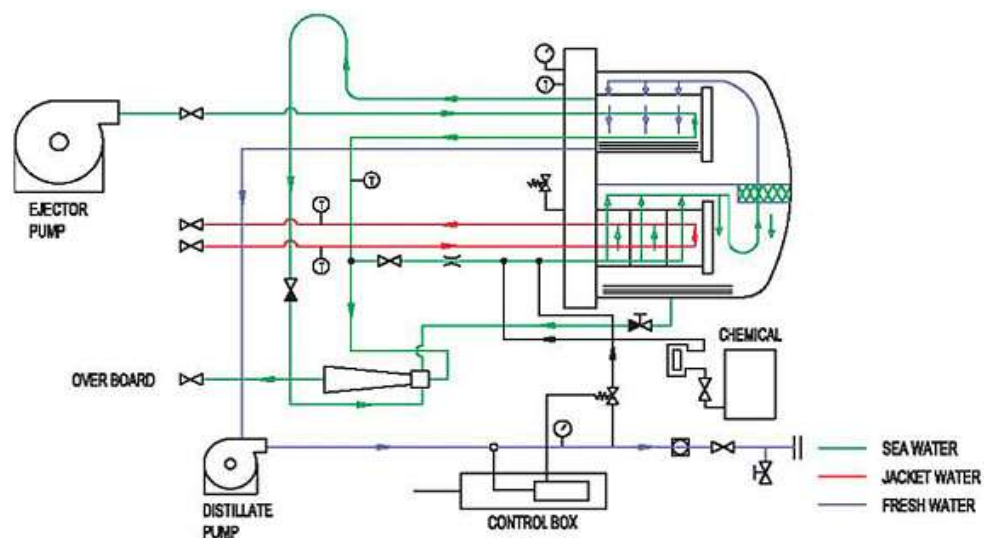 EJECTOR
PUMP
T
T
T
T
OVER BOARD
CHEMICAL
DISTILLATE
PUMP
CONTROL BOX
SEA WATER
JACKET WATER
FRESH WATER